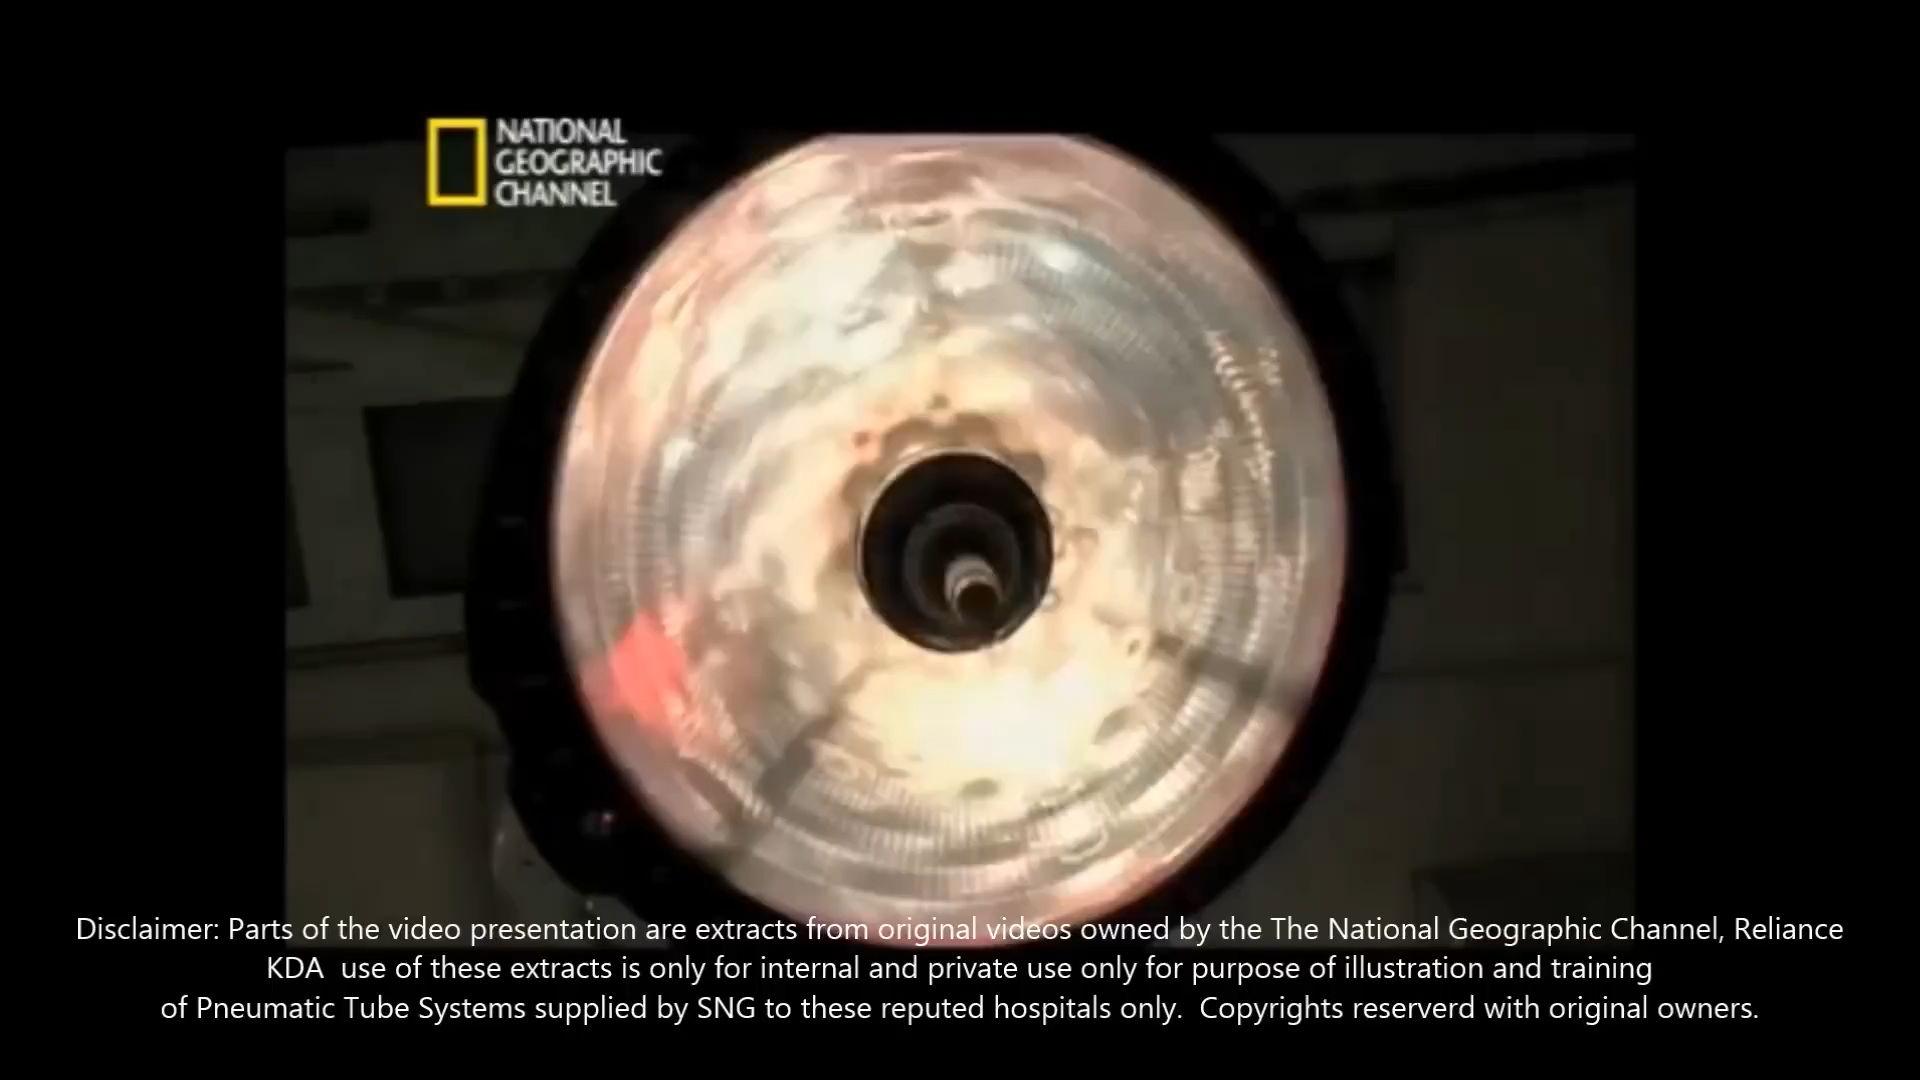 NATIONAL
GEOGRAPHIC
CHANNEL
Disclaimer: Parts of the video presentation are extracts from original videos owned by the The National Geographic Channel, Reliance
KDA  use of these extracts is only for internal and private use only for purpose of illustration and training
of Pneumatic Tube Systems supplied by SNG to these reputed hospitals only.  Copyrights reserverd with original owners.